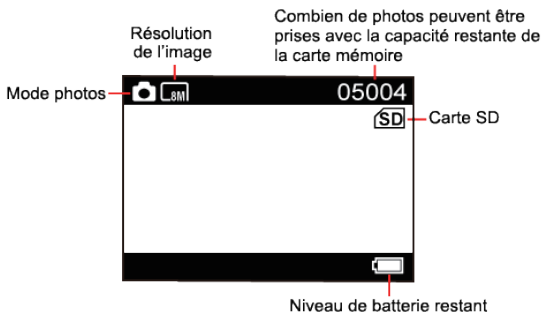 Combien de photos peuvent être
prises avec la capacité restante de
la carte mémoire
Résolution
de l'image
Mode photos
8M
05004
SD
Carte SD
Niveau de batterie restant